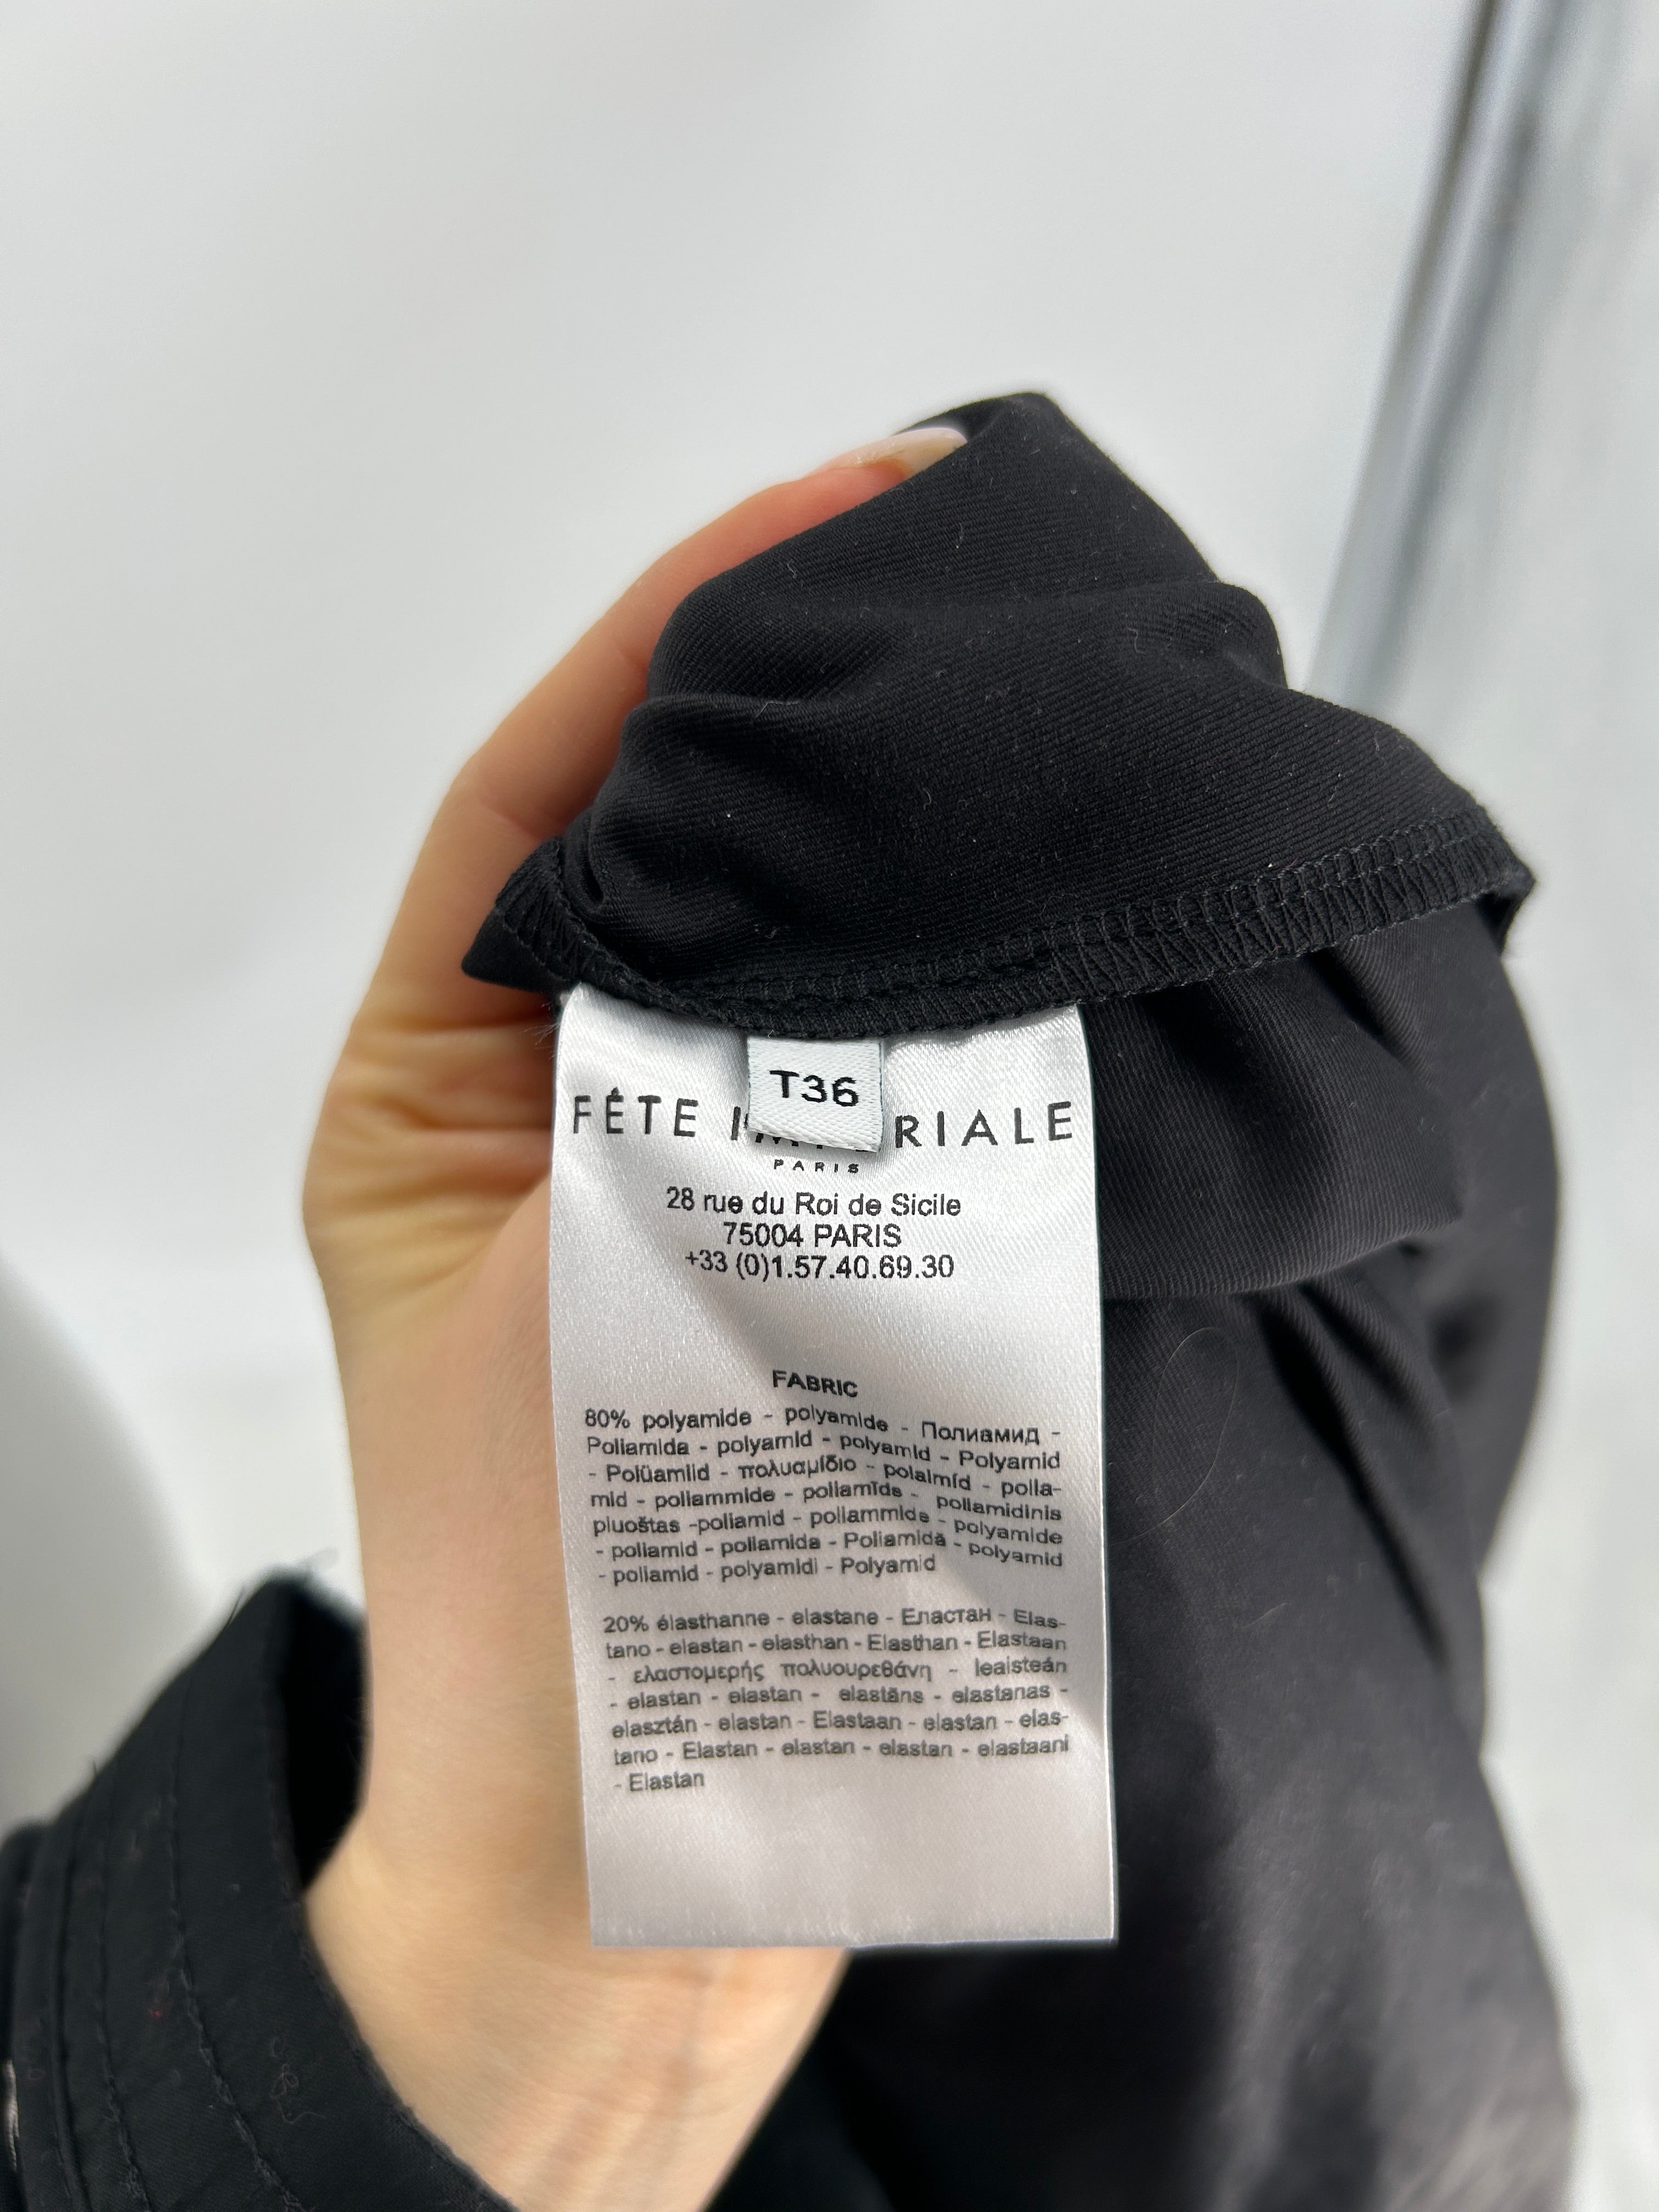 T36
FÊTE I RIALE
PARIS
28 rue du Roi de Sicile
75004 PARIS
+33 (0)1.57.40.69.30
FABRIC
80% polyamide - polyamide - Полиамид -
Poliamida - polyamid - polyamid - Polyamid
- Polüamiid - πολυαμίδιο - polaimíd - polia-
mid - poliammide - poliamīds - poliamidinis
pluoštas -poliamid - poliammide - polyamide
- poliamid - poliamida - Poliamidă - polyamid
- poliamid - polyamidi - Polyamid
20% élasthanne - elastane - Еластан - Elas-
tano - elastan - elasthan - Elasthan - Elastaan
- ελαστομερής πολυουρεθάνη - leaisteán
- elastan - elastan - elastāns - elastanas -
elasztán - elastan - Elastaan - elastan - elas-
tano - Elastan - elastan - elastan - elastaani
- Elastan